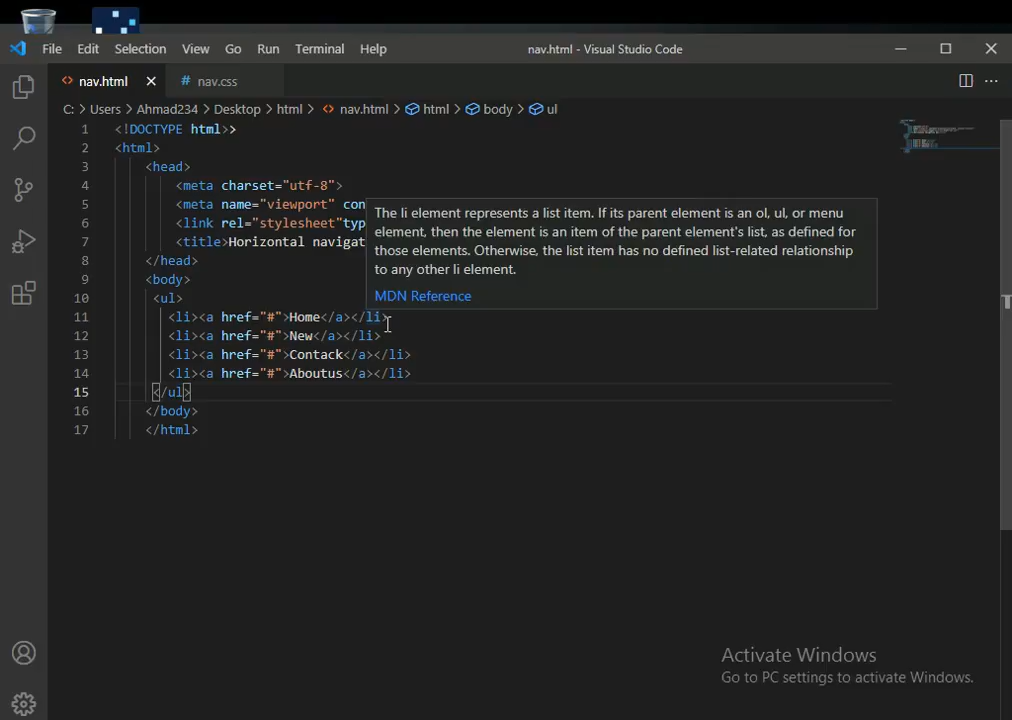 File Edit Selection View Go Run Terminal Help nav.html - Visual Studio Code
nav.html # nav.css
C: > Users > Ahmad234 > Desktop > html > nav.html > html > body > ul
1 <!DOCTYPE html>>
2 <html>
3 <head>
4 <meta charset="utf-8">
5 <meta name="viewport" con
6 <link rel="stylesheet"typ
7 <title>Horizontal navigat
8 </head>
9 <body>
10 <ul>
11 <li><a href="#">Home</a></li>
12 <li><a href="#">New</a></li>
13 <li><a href="#">Contack</a></li>
14 <li><a href="#">Aboutus</a></li>
15 </ul>
16 </body>
17 </html>
The li element represents a list item. If its parent element is an ol, ul, or menu
element, then the element is an item of the parent element's list, as defined for
those elements. Otherwise, the list item has no defined list-related relationship
to any other li element.
MDN Reference
Activate Windows
Go to PC settings to activate Windows.